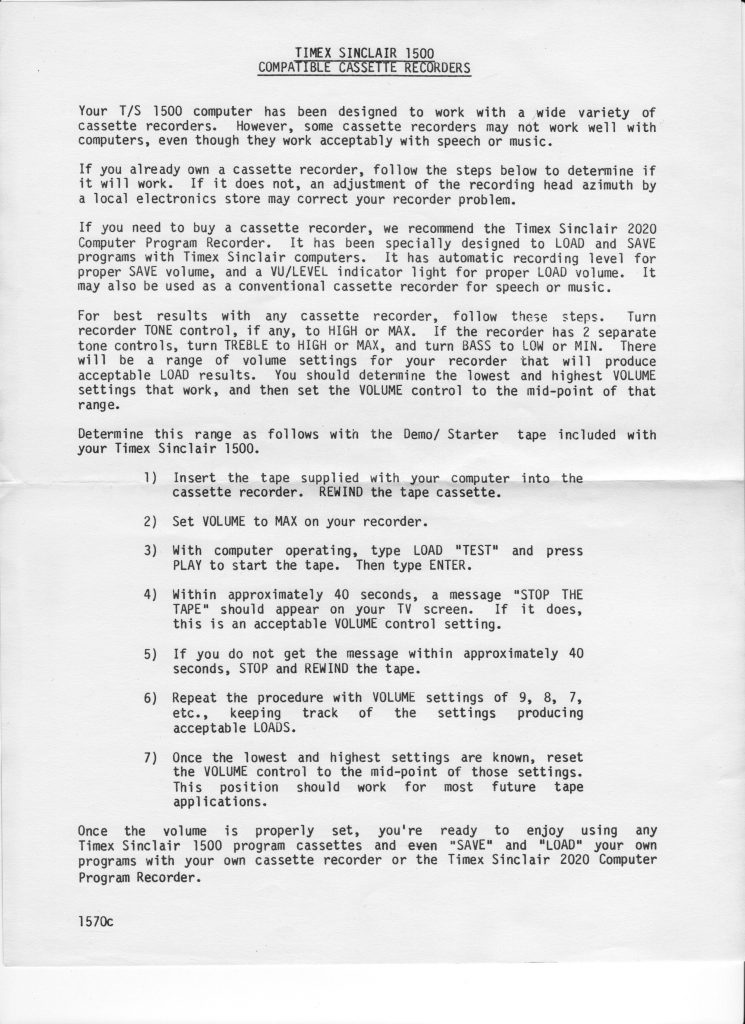 TIMEX SINCLAIR 1500
COMPATIBLE CASSETTE RECORDERS
Your T/S 1500 computer has been designed to work with a wide variety of
cassette recorders. However, some cassette recorders may not work well with
computers, even though they work acceptably with speech or music.
If you already own a cassette recorder, follow the steps below to determine if
it will work. If it does not, an adjustment of the recording head azimuth by
a local electronics store may correct your recorder problem.
If you need to buy a cassette recorder, we recommend the Timex Sinclair 2020
Computer Program Recorder. It has been specially designed to LOAD and SAVE
programs with Timex Sinclair computers. It has automatic recording level for
proper SAVE volume, and a VU/LEVEL indicator light for proper LOAD volume. It
may also be used as a conventional cassette recorder for speech or music.
For best results with any cassette recorder, follow these steps. Turn
recorder TONE control, if any, to HIGH or MAX. If the recorder has 2 separate
tone controls, turn TREBLE to HIGH or MAX, and turn BASS to LOW or MIN. There
will be a range of volume settings for your recorder that will produce
acceptable LOAD results. You should determine the lowest and highest VOLUME
settings that work, and then set the VOLUME control to the mid-point of that
range.
Determine this range as follows with the Demo/ Starter tape included with
your Timex Sinclair 1500.
1) Insert the tape supplied with your computer into the
cassette recorder. REWIND the tape cassette.
2) Set VOLUME to MAX on your recorder.
3) With computer operating, type LOAD "TEST" and press
PLAY to start the tape. Then type ENTER.
4) Within approximately 40 seconds, a message "STOP THE
TAPE" should appear on your TV screen. If it does,
this is an acceptable VOLUME control setting.
5) If you do not get the message within approximately 40
seconds, STOP and REWIND the tape.
6) Repeat the procedure with VOLUME settings of 9, 8, 7,
etc., keeping track of the settings producing
acceptable LOADS.
7) Once the lowest and highest settings are known, reset
the VOLUME control to the mid-point of those settings.
This position should work for most future tape
applications.
Once the volume is properly set, you're ready to enjoy using any
Timex Sinclair 1500 program cassettes and even "SAVE" and "LOAD" your own
programs with your own cassette recorder or the Timex Sinclair 2020 Computer
Program Recorder.
1570c